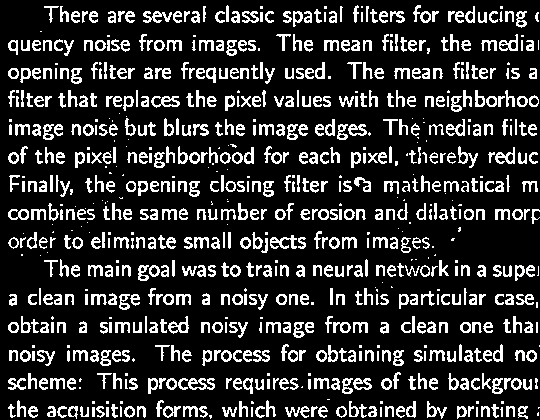 There are several classic spatial filters for reducing
quency noise from images. The mean filter, the media
opening filter are frequently used. The mean filter is a
filter that replaces the pixel values with the neighborhoo
image noise but blurs the image edges. The median filte
of the pixel neighborhood for each pixel, thereby reduc
Finally, the opening closing filter is a mathematical m
combines the same number of erosion and dilation morp
order to eliminate small objects from images.
The main goal was to train a neural network in a super
a clean image from a noisy one. In this particular case,
obtain a simulated noisy image from a clean one than
noisy images. The process for obtaining simulated no
scheme: This process requires images of the backgrou
the acquisition forms, which were obtained by printing